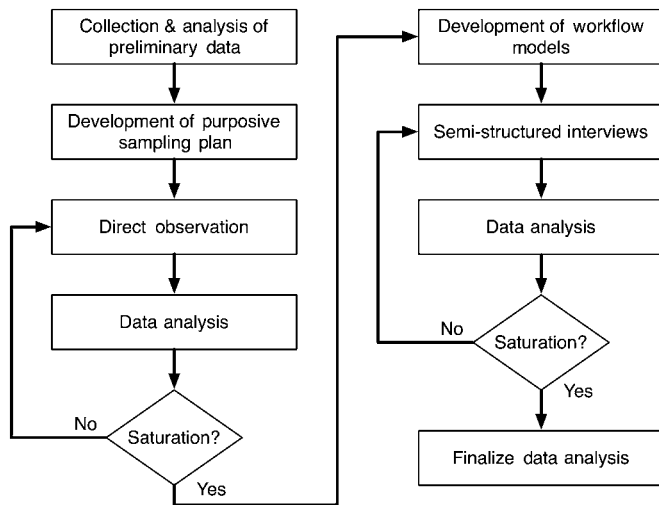 Collection & analysis of
preliminary data
Development of purposive
sampling plan
Direct observation
Data analysis
No
Saturation?
Yes
Development of workflow
models
Semi-structured interviews
Data analysis
No
Saturation?
Yes
Finalize data analysis